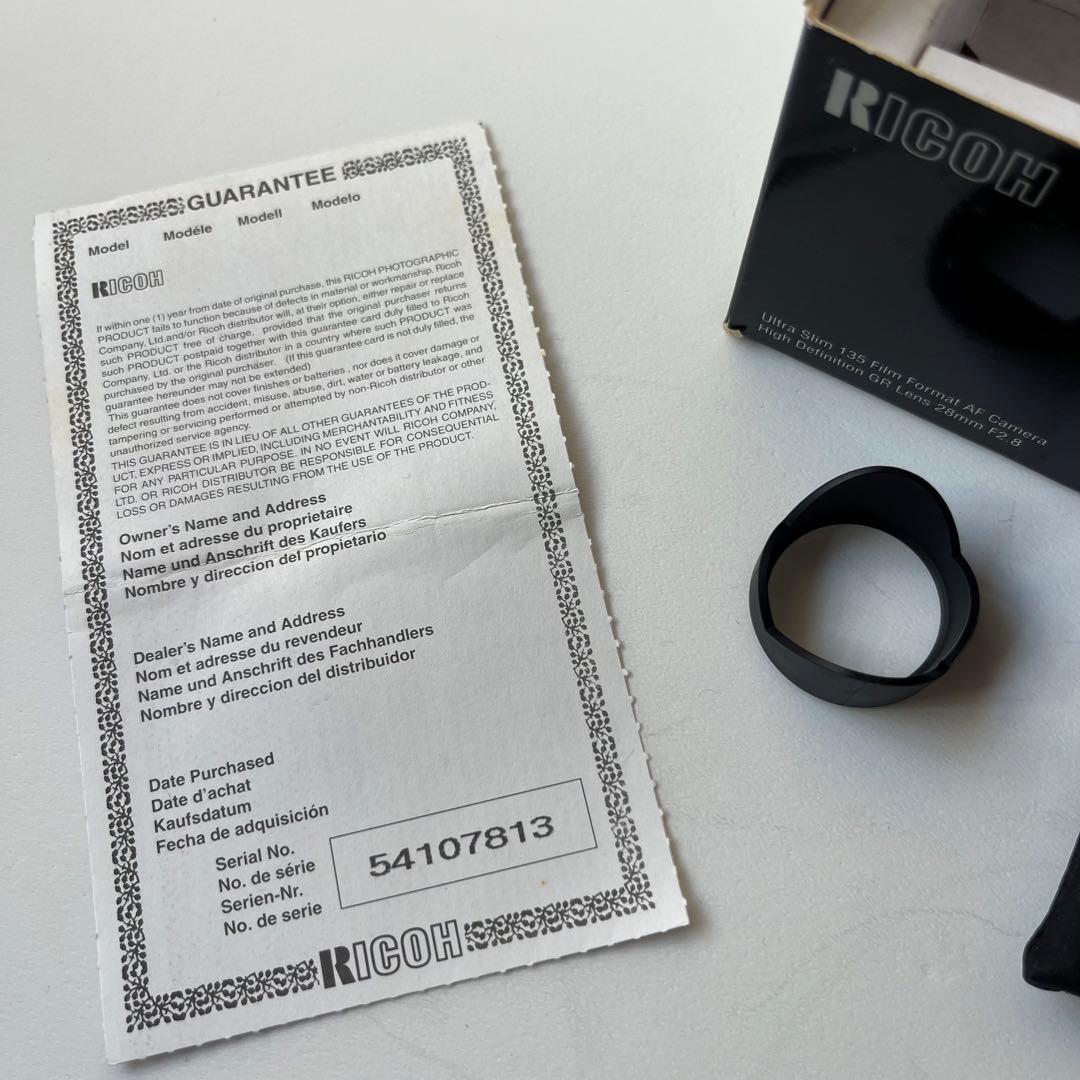 GUARANTEE
Model Modéle Modell Modelo
RICOH
If within one (1) year from date of original purchase, this RICOH PHOTOGRAPHIC
PRODUCT fails to function because of defects in material or workmanship. Ricoh
Company, Ltd.and/or Ricoh distributor will, at their option, either repair or replace
such PRODUCT free of charge. provided that the original purchaser returns
such PRODUCT postpaid together with this guarantee card duly filled to Ricoh
Company, Ltd. or the Ricoh distributor in a country where such PRODUCT was
purchased by the original purchaser. (If this guarantee card is not duly filled, the
guarantee hereunder may not be extended)
This guarantee does not cover finishes or batteries , nor does it cover damage or
defect resulting from accident, misuse, abuse, dirt, water or battery leakage, and
tampering or servicing performed or attempted by non-Ricoh distributor or other
unauthorized service agency.
THIS GUARANTEE IS IN LIEU OF ALL OTHER GUARANTEES OF THE PROD-
UCT, EXPRESS OR IMPLIED, INCLUDING MERCHANTABILITY AND FITNESS
FOR ANY PARTICULAR PURPOSE. IN NO EVENT WILL RICOH COMPANY,
LTD. OR RICOH DISTRIBUTOR BE RESPONSIBLE FOR CONSEQUENTIAL
LOSS OR DAMAGES RESULTING FROM THE USE OF THE PRODUCT.
Owner's Name and Address
Nom et adresse du proprietaire
Name und Anschrift des Kaufers
Nombre y direccion del propietario
Dealer's Name and Address
Nom et adresse du revendeur
Name und Anschrift des Fachhandlers
Nombre y direccion del distribuidor
Date Purchased
Date d'achat
Kaufsdatum
Fecha de adquisición
Serial No.
No. de série
Serien-Nr.
No. de serie
54107813
RICOH
RICOH
Ultra Slim 135 Film Format AF Camera
High Definition GR Lens 28mm F2.8